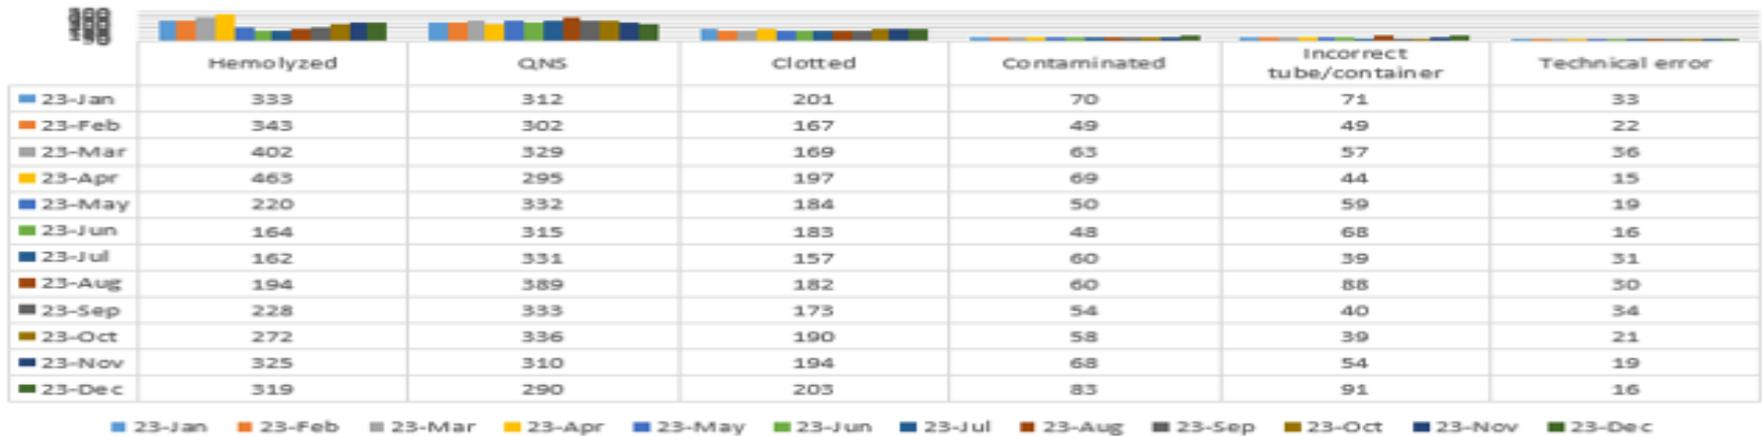 Hemolyzed QNS Clotted Contaminated Incorrect tube/container Technical error
23-Jan 333 312 201 70 71 33
23-Feb 343 302 167 49 49 22
23-Mar 402 329 169 63 57 36
23-Apr 463 295 197 69 44 15
23-May 220 332 184 50 59 19
23-Jun 164 315 183 48 68 16
23-Jul 162 331 157 60 39 31
23-Aug 194 389 182 60 88 30
23-Sep 228 333 173 54 40 34
23-Oct 272 336 190 58 39 21
23-Nov 325 310 194 68 54 19
23-Dec 319 290 203 83 91 16
23-Jan 23-Feb 23-Mar 23-Apr 23-May 23-Jun 23-Jul 23-Aug 23-Sep 23-Oct 23-Nov 23-Dec